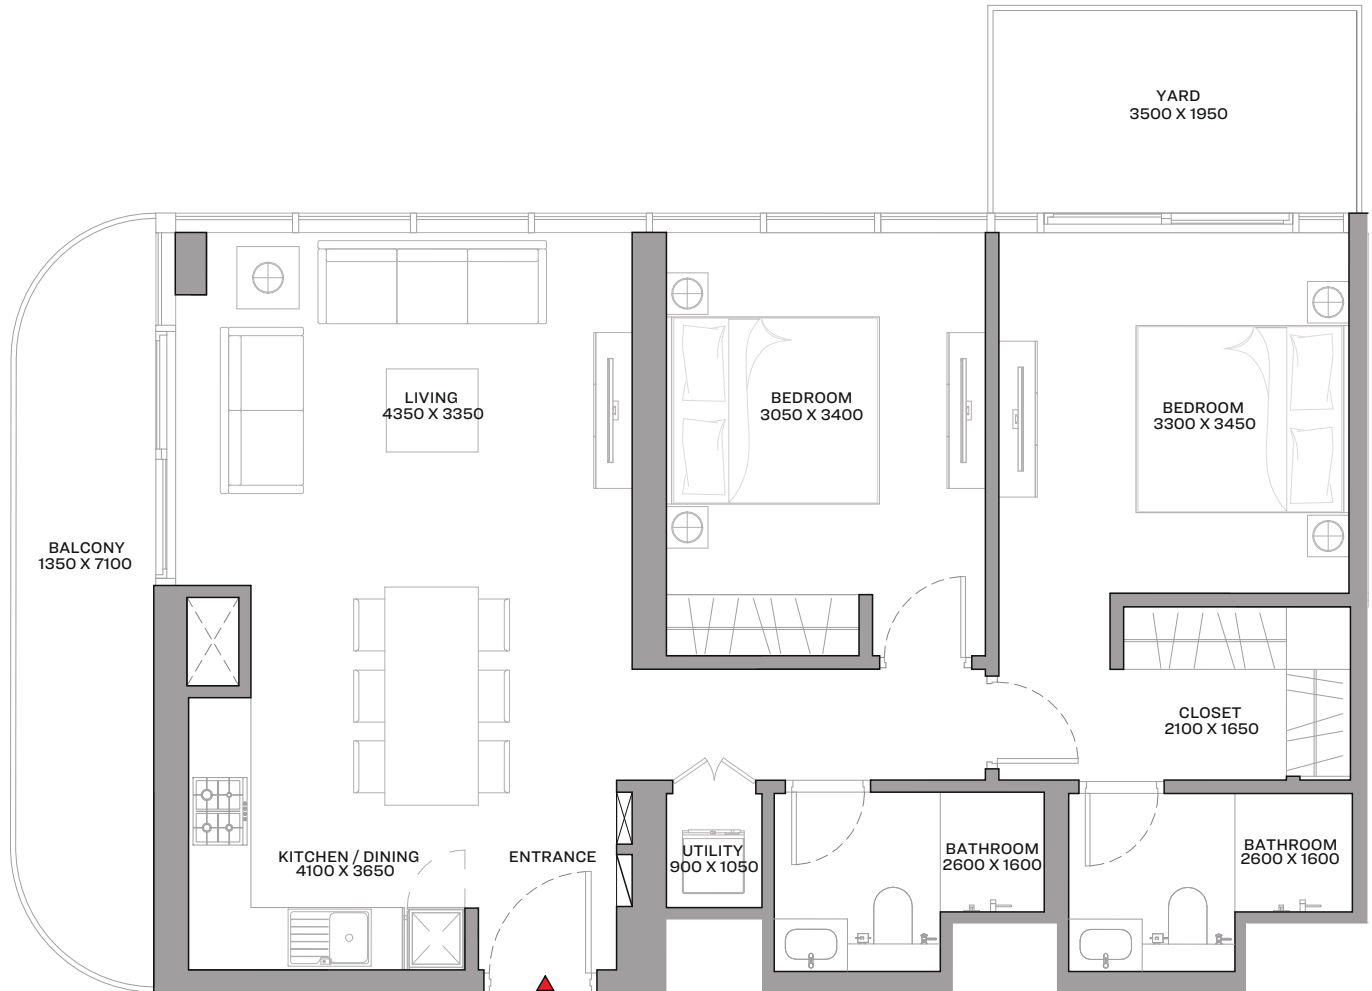 YARD
3500 X 1950
LIVING
4350 X 3350
BEDROOM
3050 X 3400
BEDROOM
3300 X 3450
BALCONY
1350 X 7100
CLOSET
2100 X 1650
KITCHEN / DINING
4100 X 3650
ENTRANCE
UTILITY
900 X 1050
BATHROOM
2600 X 1600
BATHROOM
2600 X 1600